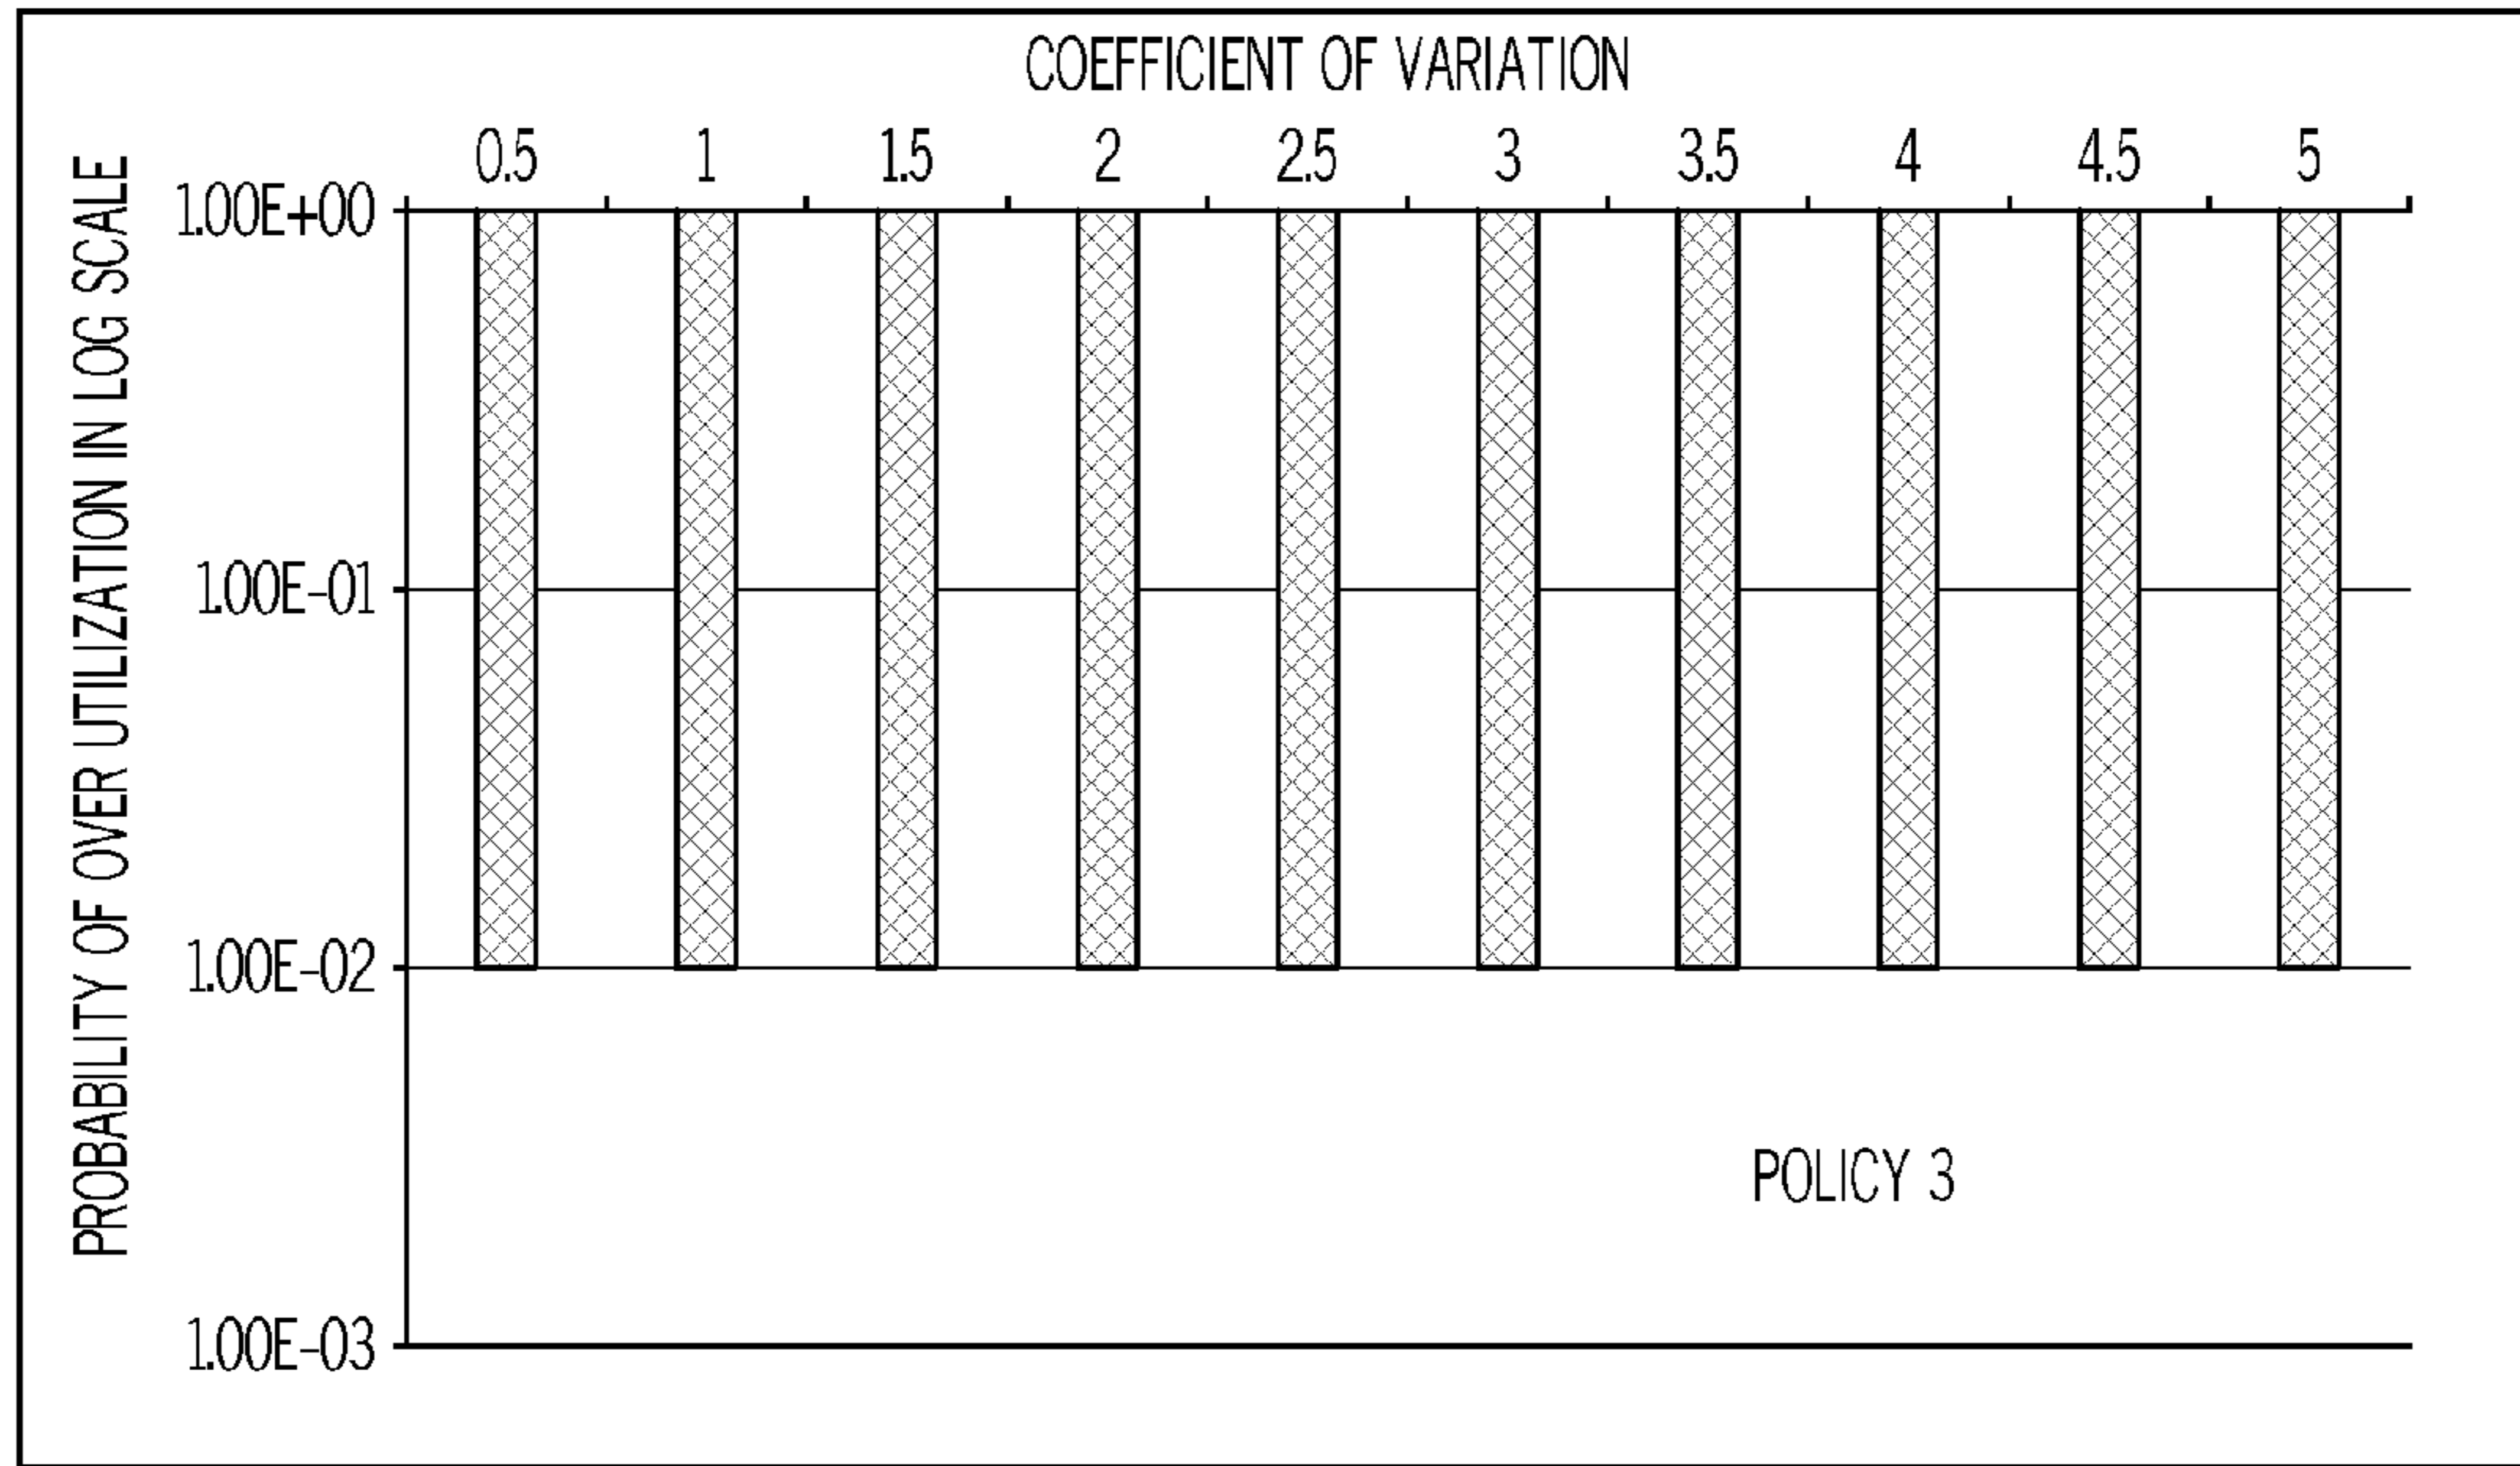 COEFFICIENT OF VARIATION
0.5 1 1.5 2 2.5 3 3.5 4 4.5 5
PROBABILITY OF OVER UTILIZATION IN LOG SCALE
1.00E+00
1.00E-01
1.00E-02
1.00E-03
POLICY 3